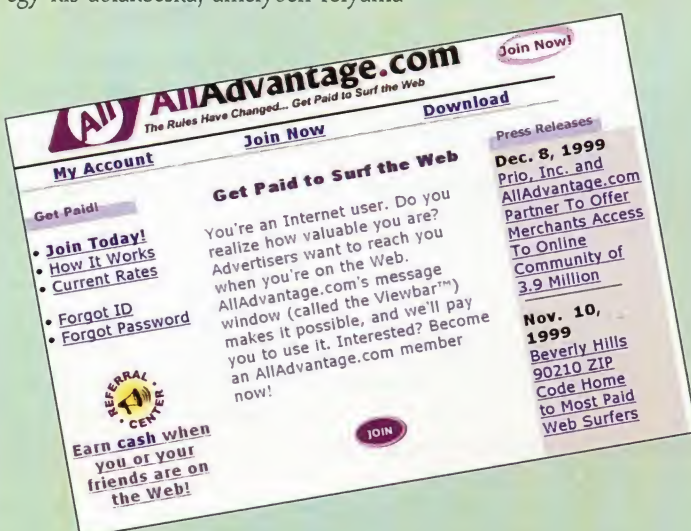 egy kis ablakocska, amelyben folyama
All
AllAdvantage.com
The Rules Have Changed... Get Paid to Surf the Web
Join Now!
My Account
Join Now
Download
Get Paid!
• Join Today!
• How It Works
• Current Rates
• Forgot ID
• Forgot Password
REFERRAL
CENTER
Earn cash when
you or your
friends are on
the Web!
Get Paid to Surf the Web
You're an Internet user. Do you
realize how valuable you are?
Advertisers want to reach you
when you're on the Web.
AllAdvantage.com's message
window (called the Viewbar™)
makes it possible, and we'll pay
you to use it. Interested? Become
an AllAdvantage.com member
now!
JOIN
Press Releases
Dec. 8, 1999
Prio, Inc. and
AllAdvantage.com
Partner To Offer
Merchants Access
To Online
Community of
3.9 Million
Nov. 10,
1999
Beverly Hills
90210 ZIP
Code Home
to Most Paid
Web Surfers